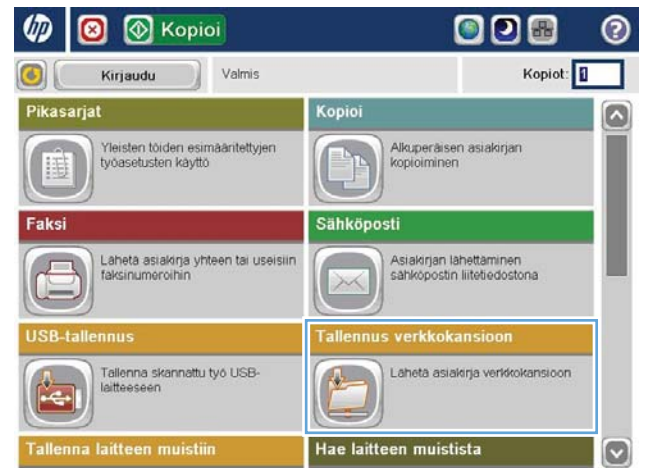 hp
Kopioi
?
Kirjaudu
Valmis
Kopiot: 1
Pikasarjat
Kopioi
Yleisten töiden esimääritettyjen
työasetusten käyttö
Alkuperäisen asiakirjan
kopioiminen
Faksi
Sähköposti
Lähetä asiakirja yhteen tai useisiin
faksinumeroihin
Asiakirjan lähettäminen
sähköpostin liitetiedostona
USB-tallennus
Tallennus verkkokansioon
Tallenna skannattu työ USB-
laitteeseen
Lähetä asiakirja verkkokansioon
Tallenna laitteen muistiin
Hae laitteen muistista